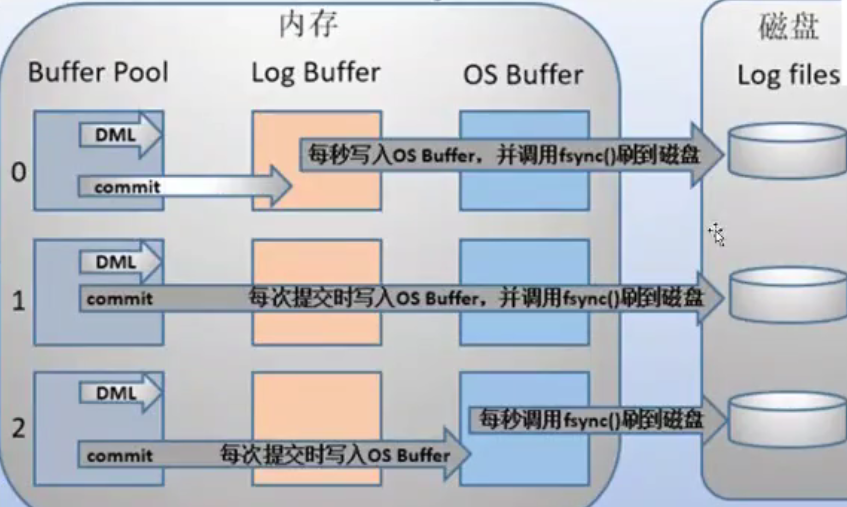 内存
磁盘
Buffer Pool
Log Buffer
OS Buffer
Log files
0
DML
每秒写入OS Buffer，并调用fsync()刷到磁盘
commit
1
DML
commit
每次提交时写入OS Buffer，并调用fsync()刷到磁盘
2
DML
每秒调用fsync()刷到磁盘
commit
每次提交时写入OS Buffer